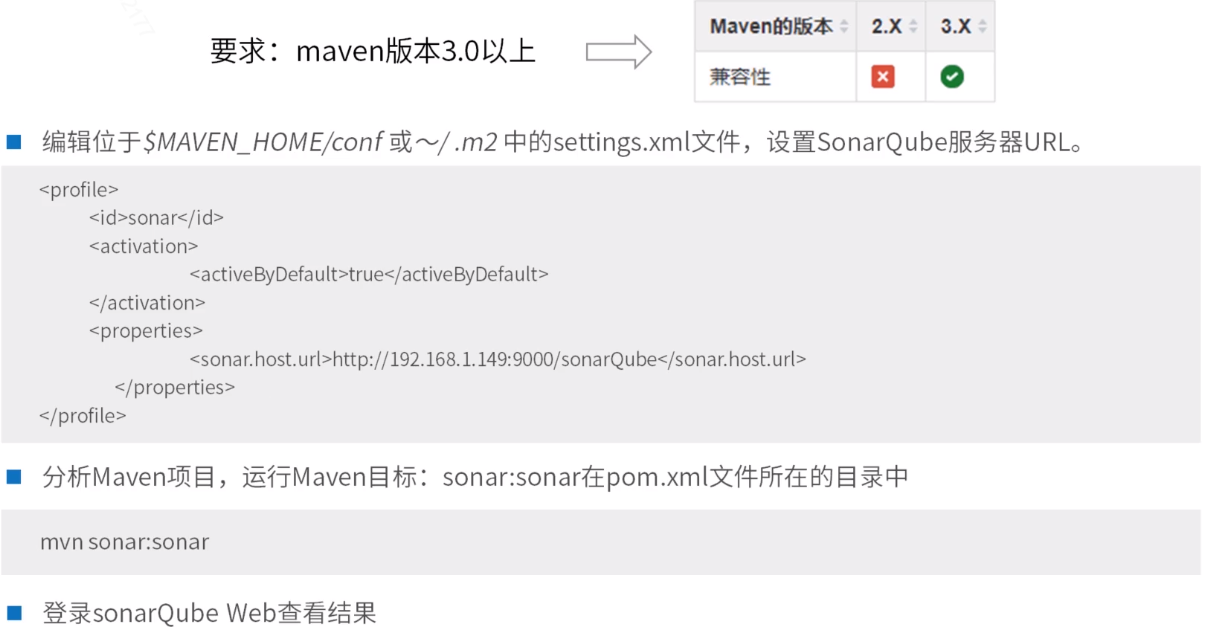 2177
要求：maven版本3.0以上
Maven的版本 2.X 3.X
兼容性
编辑位于$MAVEN_HOME/conf 或～/ .m2 中的settings.xml文件，设置SonarQube服务器URL。
<profile>
<id>sonar</id>
<activation>
<activeByDefault>true</activeByDefault>
</activation>
<properties>
<sonar.host.url>http://192.168.1.149:9000/sonarQube</sonar.host.url>
</properties>
</profile>
分析Maven项目，运行Maven目标：sonar:sonar在pom.xml文件所在的目录中
mvn sonar:sonar
登录sonarQube Web查看结果